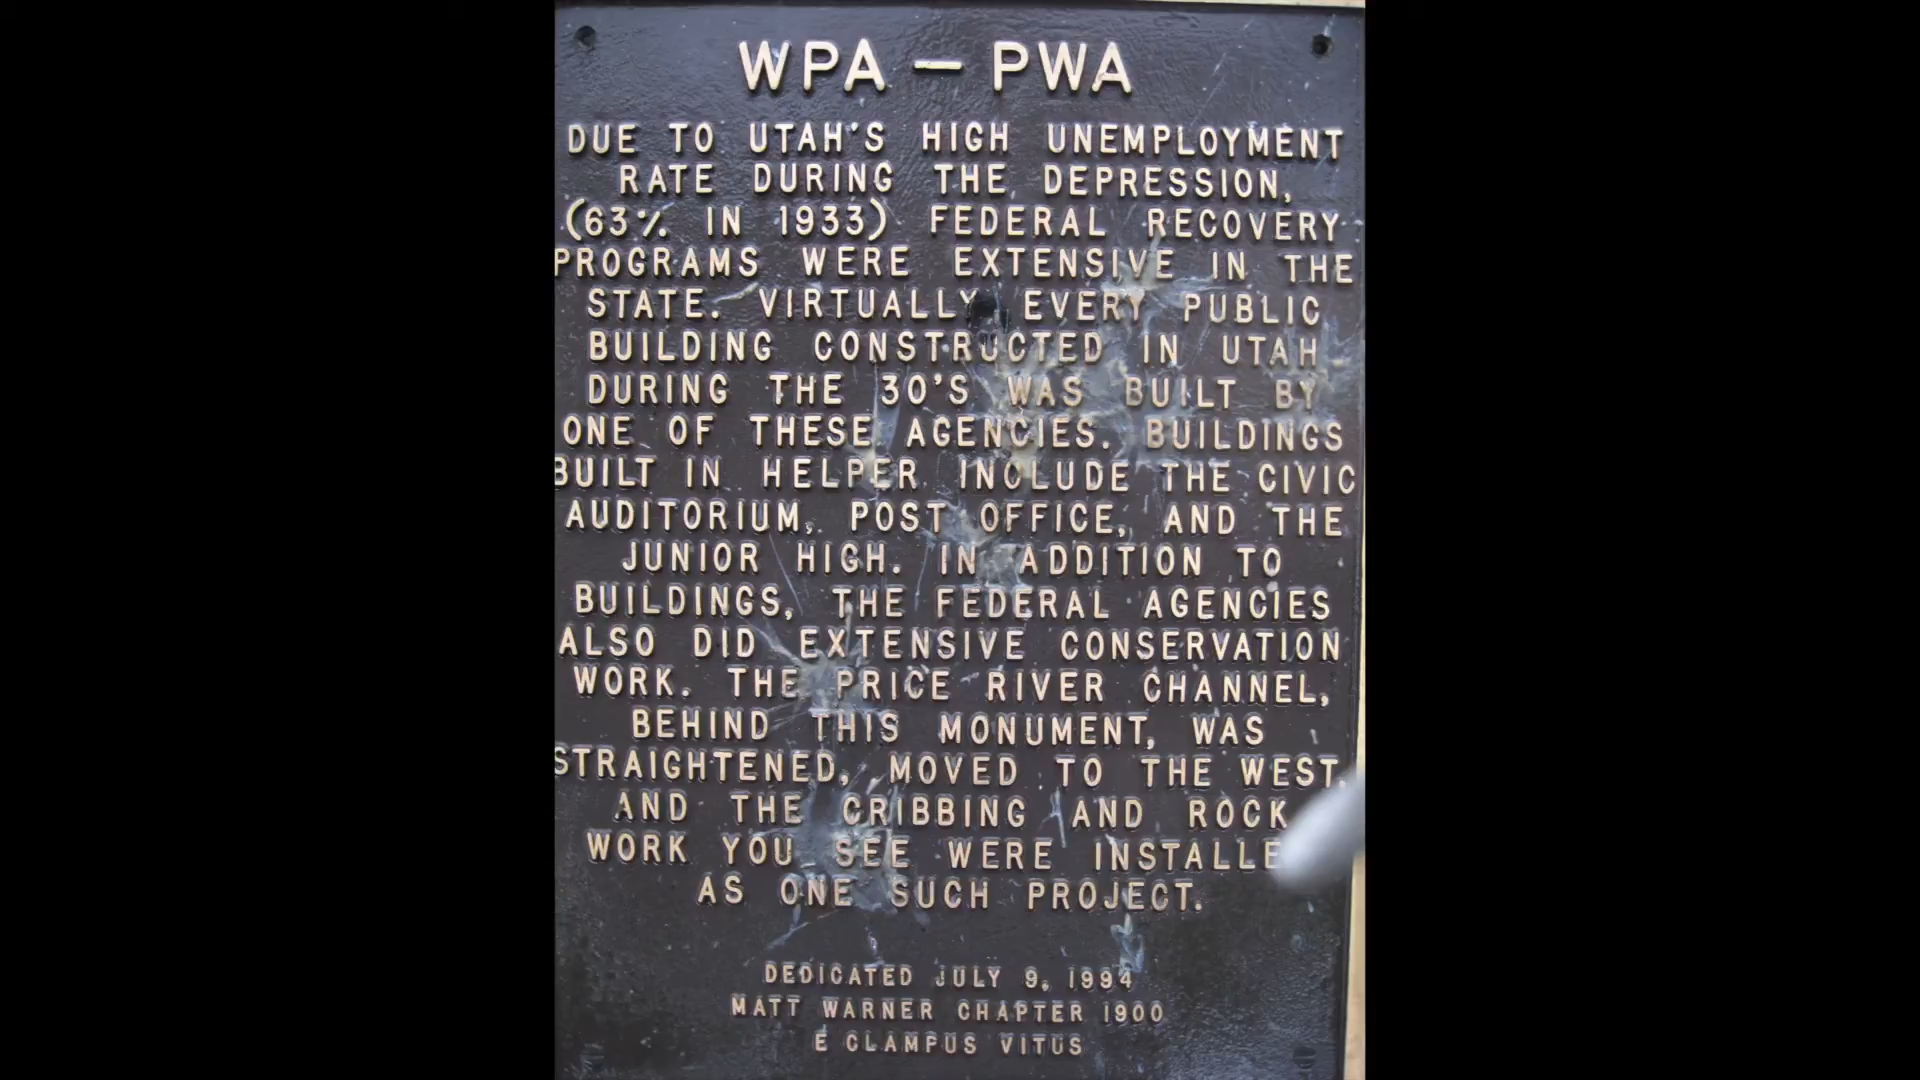 WPA — PWA
DUE TO UTAH'S HIGH UNEMPLOYMENT
RATE DURING THE DEPRESSION,
(63% IN 1933) FEDERAL RECOVERY
PROGRAMS WERE EXTENSIVE IN THE
STATE. VIRTUALLY EVERY PUBLIC
BUILDING CONSTRUCTED IN UTAH
DURING THE 30'S WAS BUILT BY
ONE OF THESE AGENCIES. BUILDINGS
BUILT IN HELPER INCLUDE THE CIVIC
AUDITORIUM, POST OFFICE, AND THE
JUNIOR HIGH. IN ADDITION TO
BUILDINGS, THE FEDERAL AGENCIES
ALSO DID EXTENSIVE CONSERVATION
WORK. THE PRICE RIVER CHANNEL,
BEHIND THIS MONUMENT, WAS
STRAIGHTENED, MOVED TO THE WEST,
AND THE CRIBBING AND ROCK
WORK YOU SEE WERE INSTALLE
AS ONE SUCH PROJECT.
DEDICATED JULY 9, 1994
MATT WARNER CHAPTER 1900
E CLAMPUS VITUS